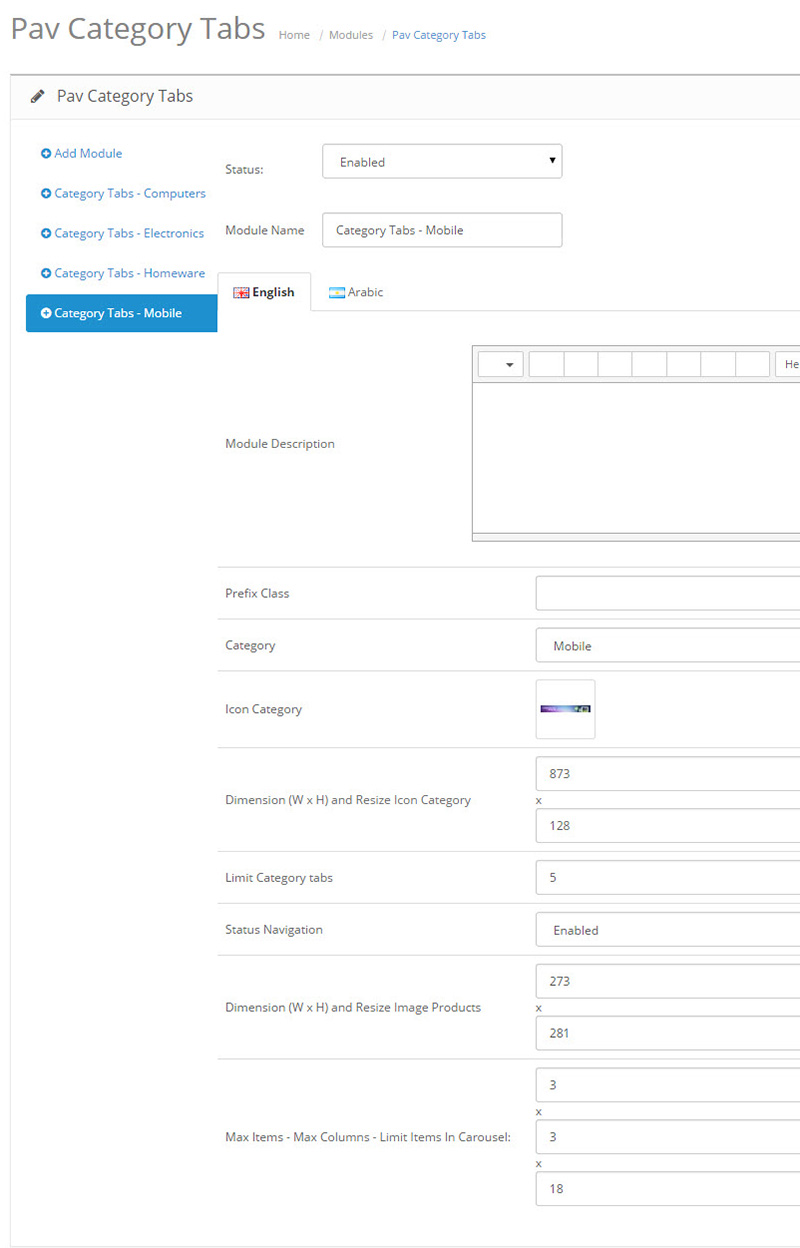 Pav Category Tabs Home / Modules / Pav Category Tabs
Pav Category Tabs
Add Module
Category Tabs - Computers
Category Tabs - Electronics
Category Tabs - Homeware
Category Tabs - Mobile
Status: Enabled
Module Name Category Tabs - Mobile
English Arabic
He
Module Description
Prefix Class
Category Mobile
Icon Category
Dimension (W x H) and Resize Icon Category
873
x
128
Limit Category tabs 5
Status Navigation Enabled
Dimension (W x H) and Resize Image Products
273
x
281
Max Items - Max Columns - Limit Items In Carousel:
3
x
3
x
18